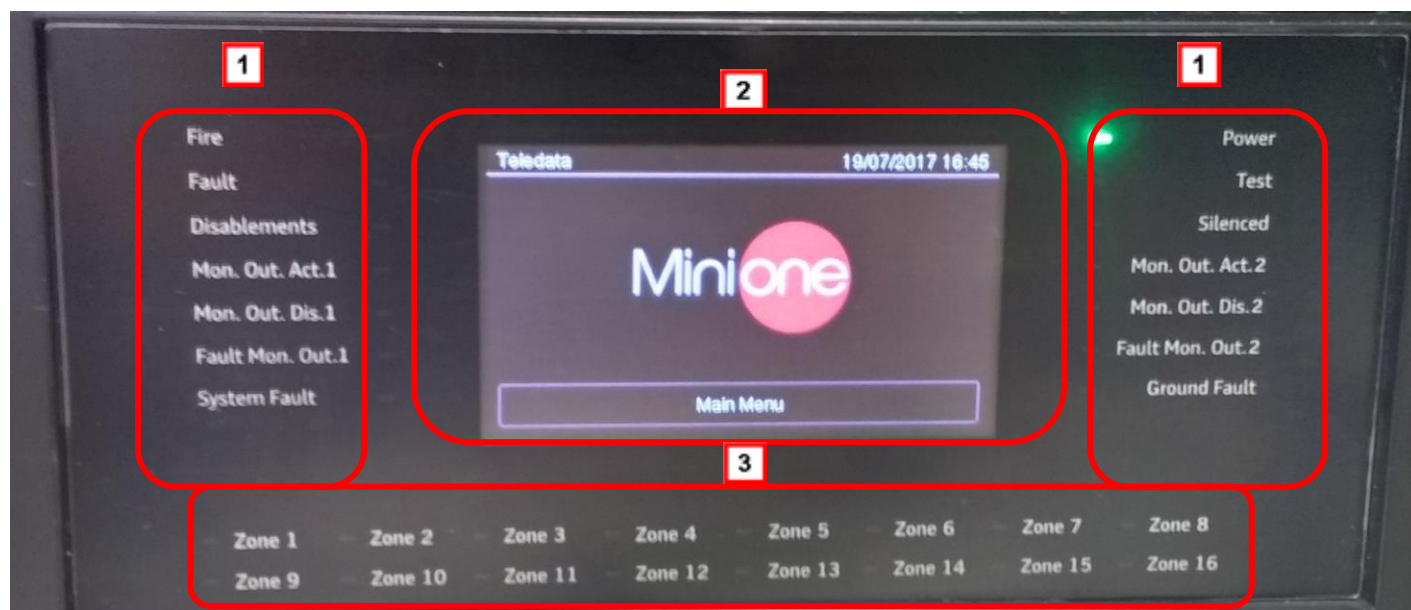 1
1
2
Fire
Fault
Disablements
Mon. Out. Act.1
Mon. Out. Dis.1
Fault Mon. Out.1
System Fault
Teledata 19/07/2017 16:45
Minione
Main Menu
Power
Test
Silenced
Mon. Out. Act.2
Mon. Out. Dis.2
Fault Mon. Out.2
Ground Fault
3
Zone 1 Zone 2 Zone 3 Zone 4 Zone 5 Zone 6 Zone 7 Zone 8
Zone 9 Zone 10 Zone 11 Zone 12 Zone 13 Zone 14 Zone 15 Zone 16